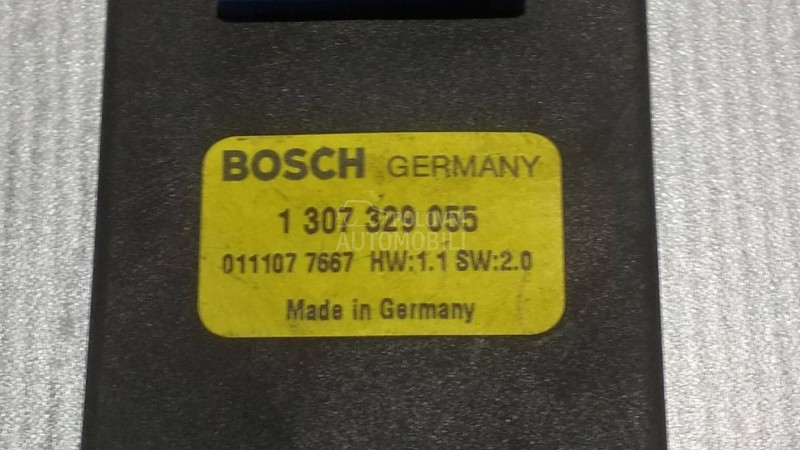 BOSCH GERMANY
1 307 329 055
AUTOMOBILI
011107 7667 HW:1.1 SW:2.0
Made in Germany